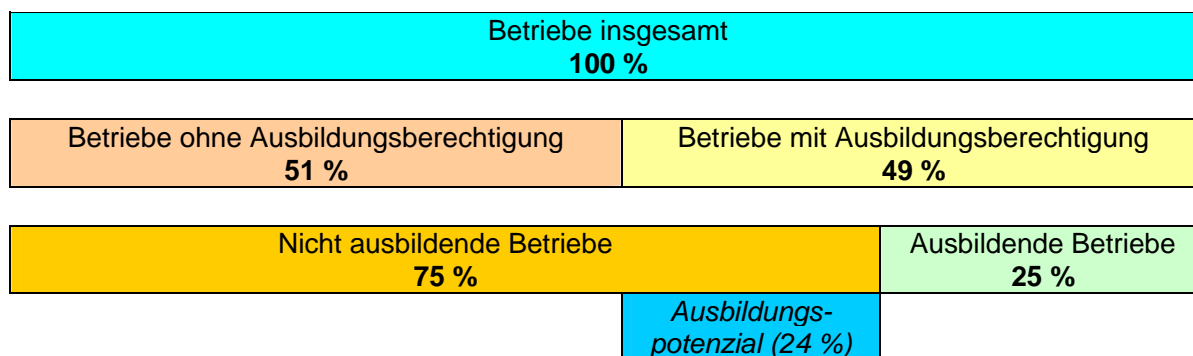 Betriebe insgesamt
100 %
Betriebe ohne Ausbildungsberechtigung
51 %
Betriebe mit Ausbildungsberechtigung
49 %
Nicht ausbildende Betriebe
75 %
Ausbildende Betriebe
25 %
Ausbildungs-
potenzial (24 %)